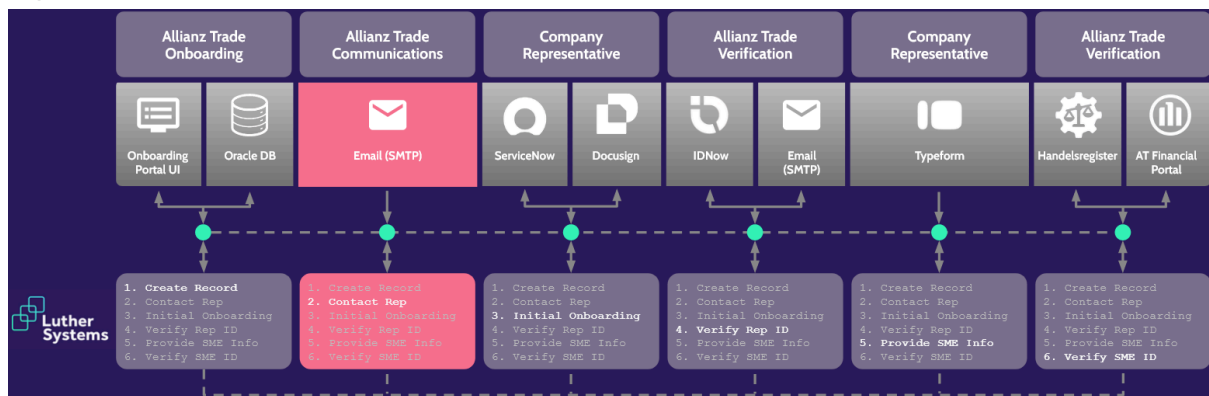 Allianz Trade
Onboarding
Allianz Trade
Communications
Company
Representative
Allianz Trade
Verification
Company
Representative
Allianz Trade
Verification
Onboarding
Portal UI
Oracle DB
Email (SMTP)
ServiceNow
Docusign
IDNow
Email
(SMTP)
Typeform
Handelsregister
AT Financial
Portal
Luther
Systems
1. Create Record
2. Contact Rep
3. Initial Onboarding
4. Verify Rep ID
5. Provide SME Info
6. Verify SME ID
1. Create Record
2. Contact Rep
3. Initial Onboarding
4. Verify Rep ID
5. Provide SME Info
6. Verify SME ID
1. Create Record
2. Contact Rep
3. Initial Onboarding
4. Verify Rep ID
5. Provide SME Info
6. Verify SME ID
1. Create Record
2. Contact Rep
3. Initial Onboarding
4. Verify Rep ID
5. Provide SME Info
6. Verify SME ID
1. Create Record
2. Contact Rep
3. Initial Onboarding
4. Verify Rep ID
5. Provide SME Info
6. Verify SME ID
1. Create Record
2. Contact Rep
3. Initial Onboarding
4. Verify Rep ID
5. Provide SME Info
6. Verify SME ID